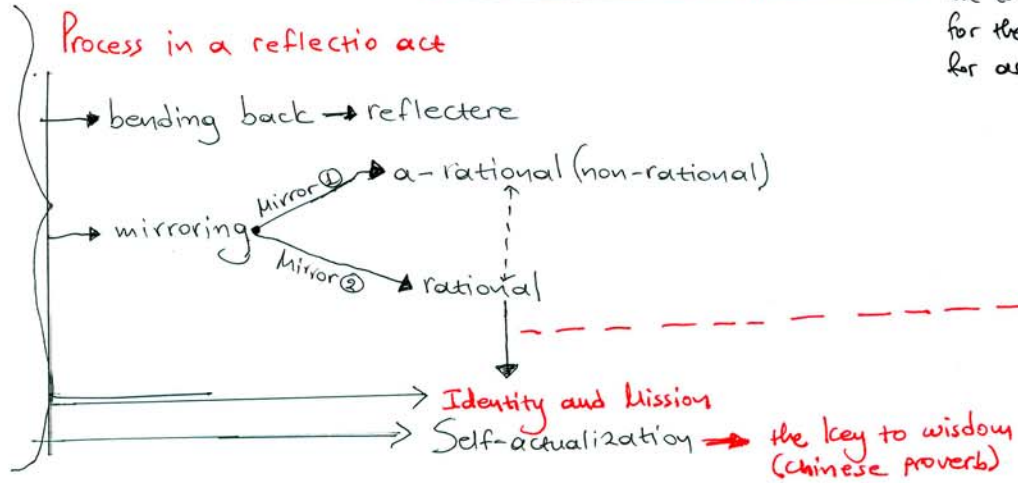 for the
Process in a reflectio act
for as
bending back → reflectere
a-rational (non-rational)
Mirror ①
mirroring
Mirror ②
rational
Identity and Mission
Self-actualization → the key to wisdom
(Chinese proverb)